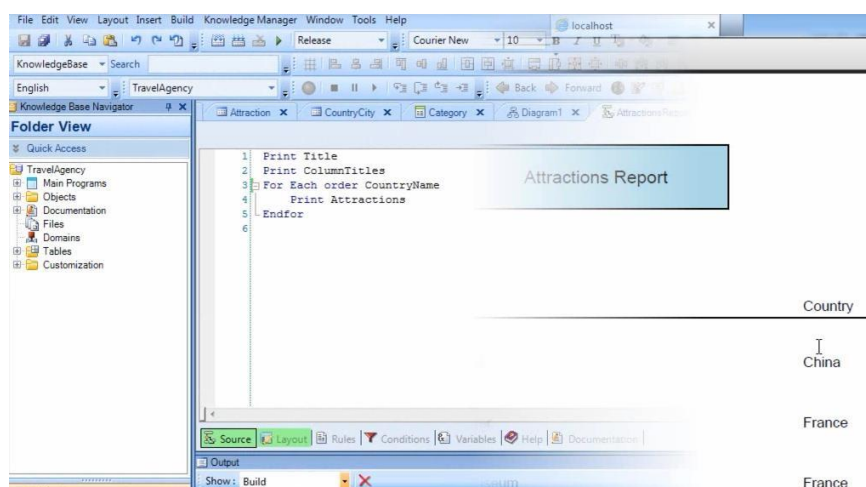 File Edit View Layout Insert Build Knowledge Manager Window Tools Help
localhost
Release Courier New 10 B I U
KnowledgeBase Search
English TravelAgency Back Forward
Knowledge Base Navigator
Attraction CountryCity Category Diagram1 AttractionsReport
Folder View
Quick Access
TravelAgency
Main Programs
Objects
Documentation
Files
Domains
Tables
Customization
1 Print Title
2 Print ColumnTitles
3 For Each order CountryName
4 Print Attractions
5 Endfor
6
Attractions Report
Country
China
France
France
Source Layout Rules Conditions Variables Help Documentation
Output
Show: Build